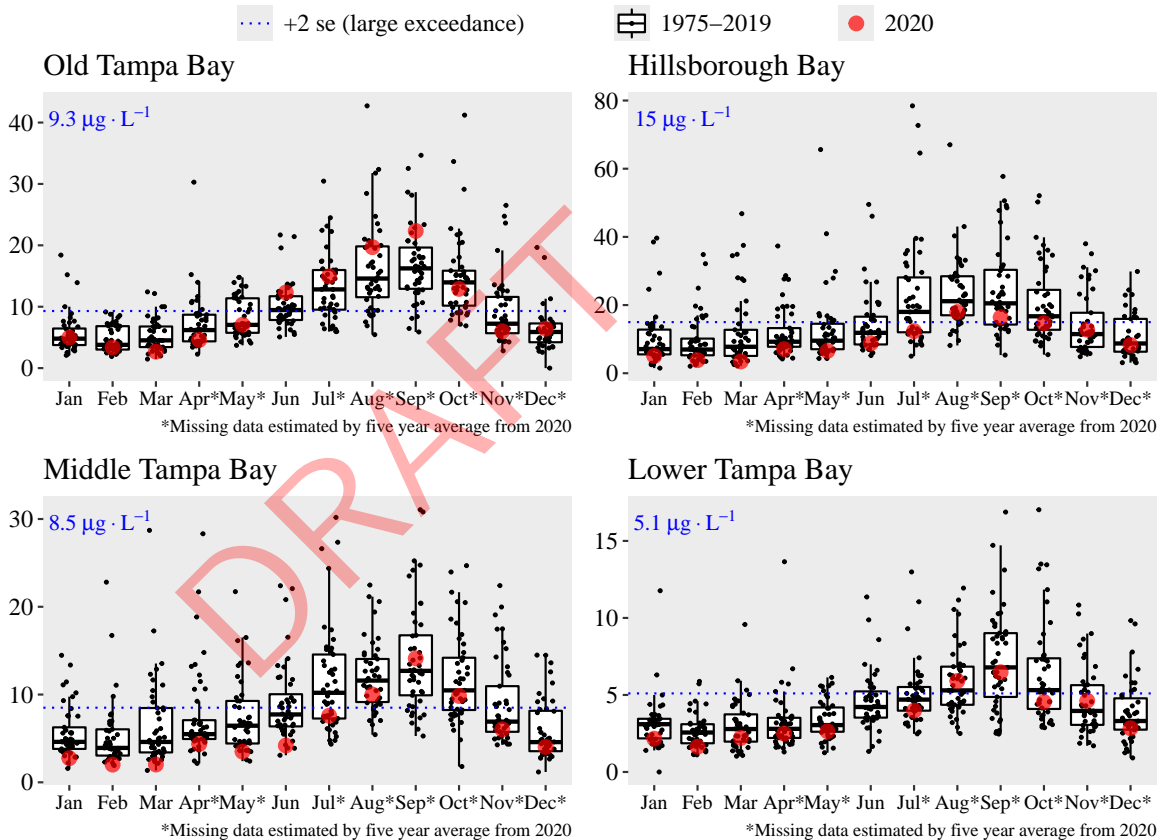 +2 se (large exceedance) 1975–2019 2020
Old Tampa Bay
9.3 μg · L⁻¹
40
30
20
10
0
Jan Feb Mar Apr* May* Jun Jul* Aug* Sep* Oct* Nov* Dec*
*Missing data estimated by five year average from 2020
Hillsborough Bay
15 μg · L⁻¹
80
60
40
20
0
Jan Feb Mar Apr* May* Jun Jul* Aug* Sep* Oct* Nov* Dec*
*Missing data estimated by five year average from 2020
Middle Tampa Bay
8.5 μg · L⁻¹
30
20
10
0
Jan Feb Mar Apr* May* Jun Jul* Aug* Sep* Oct* Nov* Dec*
*Missing data estimated by five year average from 2020
Lower Tampa Bay
5.1 μg · L⁻¹
15
10
5
0
Jan Feb Mar Apr* May* Jun Jul* Aug* Sep* Oct* Nov* Dec*
*Missing data estimated by five year average from 2020
DRAFT